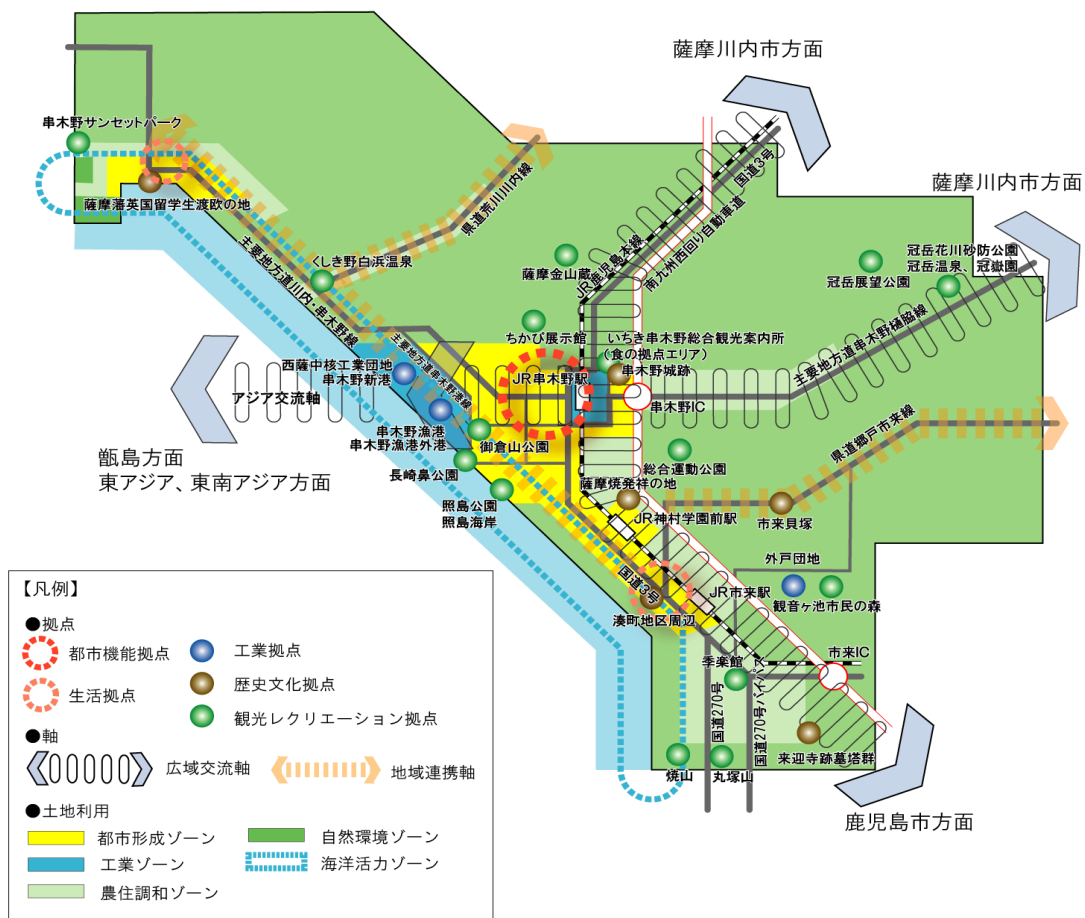 薩摩川内市方面
薩摩川内市方面
串木野サンセットパーク
国道3号
県道荒川川内線
JR鹿児島本線
南九州西回り自動車道
薩摩藩英国留学生渡欧の地
主要地方道川内・串木野線
くしき野白浜温泉
薩摩金山蔵
冠岳展望公園
冠岳花川砂防公園
冠岳温泉、冠嶽園
ちかび展示館
いちき串木野総合観光案内所
(食の拠点エリア)
主要地方道串木野樋脇線
主要地方道串木野港線
西薩中核工業団地
串木野新港
JR串木野駅
串木野城跡
アジア交流軸
串木野IC
串木野漁港
串木野漁港外港
御倉山公園
県道郷戸市来線
甑島方面
東アジア、東南アジア方面
長崎鼻公園
総合運動公園
薩摩焼発祥の地
照島公園
照島海岸
市来貝塚
JR神村学園前駅
外戸団地
国道3号
JR市来駅
観音ヶ池市民の森
湊町地区周辺
市来IC
季楽館
国道270号
国道270号バイパス
来迎寺跡墓塔群
焼山
丸塚山
鹿児島市方面
【凡例】
●拠点
都市機能拠点
工業拠点
生活拠点
歴史文化拠点
観光レクリエーション拠点
●軸
広域交流軸
地域連携軸
●土地利用
都市形成ゾーン
自然環境ゾーン
工業ゾーン
海洋活力ゾーン
農住調和ゾーン